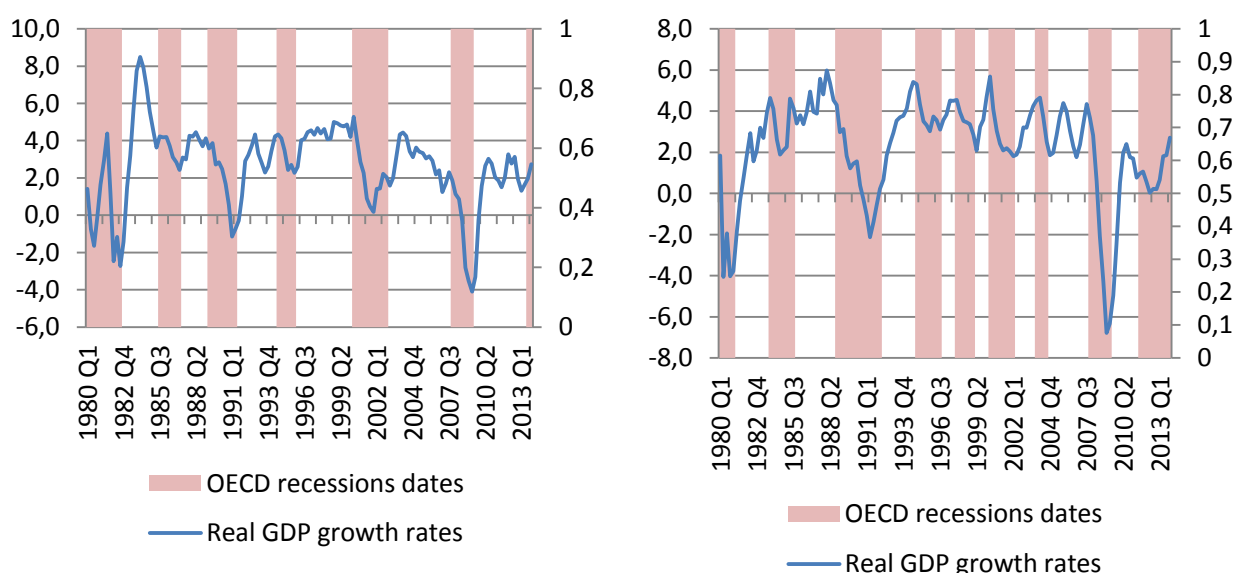 10,0
8,0
6,0
4,0
2,0
0,0
-2,0
-4,0
-6,0
1
0,8
0,6
0,4
0,2
0
1980 Q1
1982 Q4
1985 Q3
1988 Q2
1991 Q1
1993 Q4
1996 Q3
1999 Q2
2002 Q1
2004 Q4
2007 Q3
2010 Q2
2013 Q1
OECD recessions dates
Real GDP growth rates
8,0
6,0
4,0
2,0
0,0
-2,0
-4,0
-6,0
-8,0
1
0,9
0,8
0,7
0,6
0,5
0,4
0,3
0,2
0,1
0
1980 Q1
1982 Q4
1985 Q3
1988 Q2
1991 Q1
1993 Q4
1996 Q3
1999 Q2
2002 Q1
2004 Q4
2007 Q3
2010 Q2
2013 Q1
OECD recessions dates
Real GDP growth rates